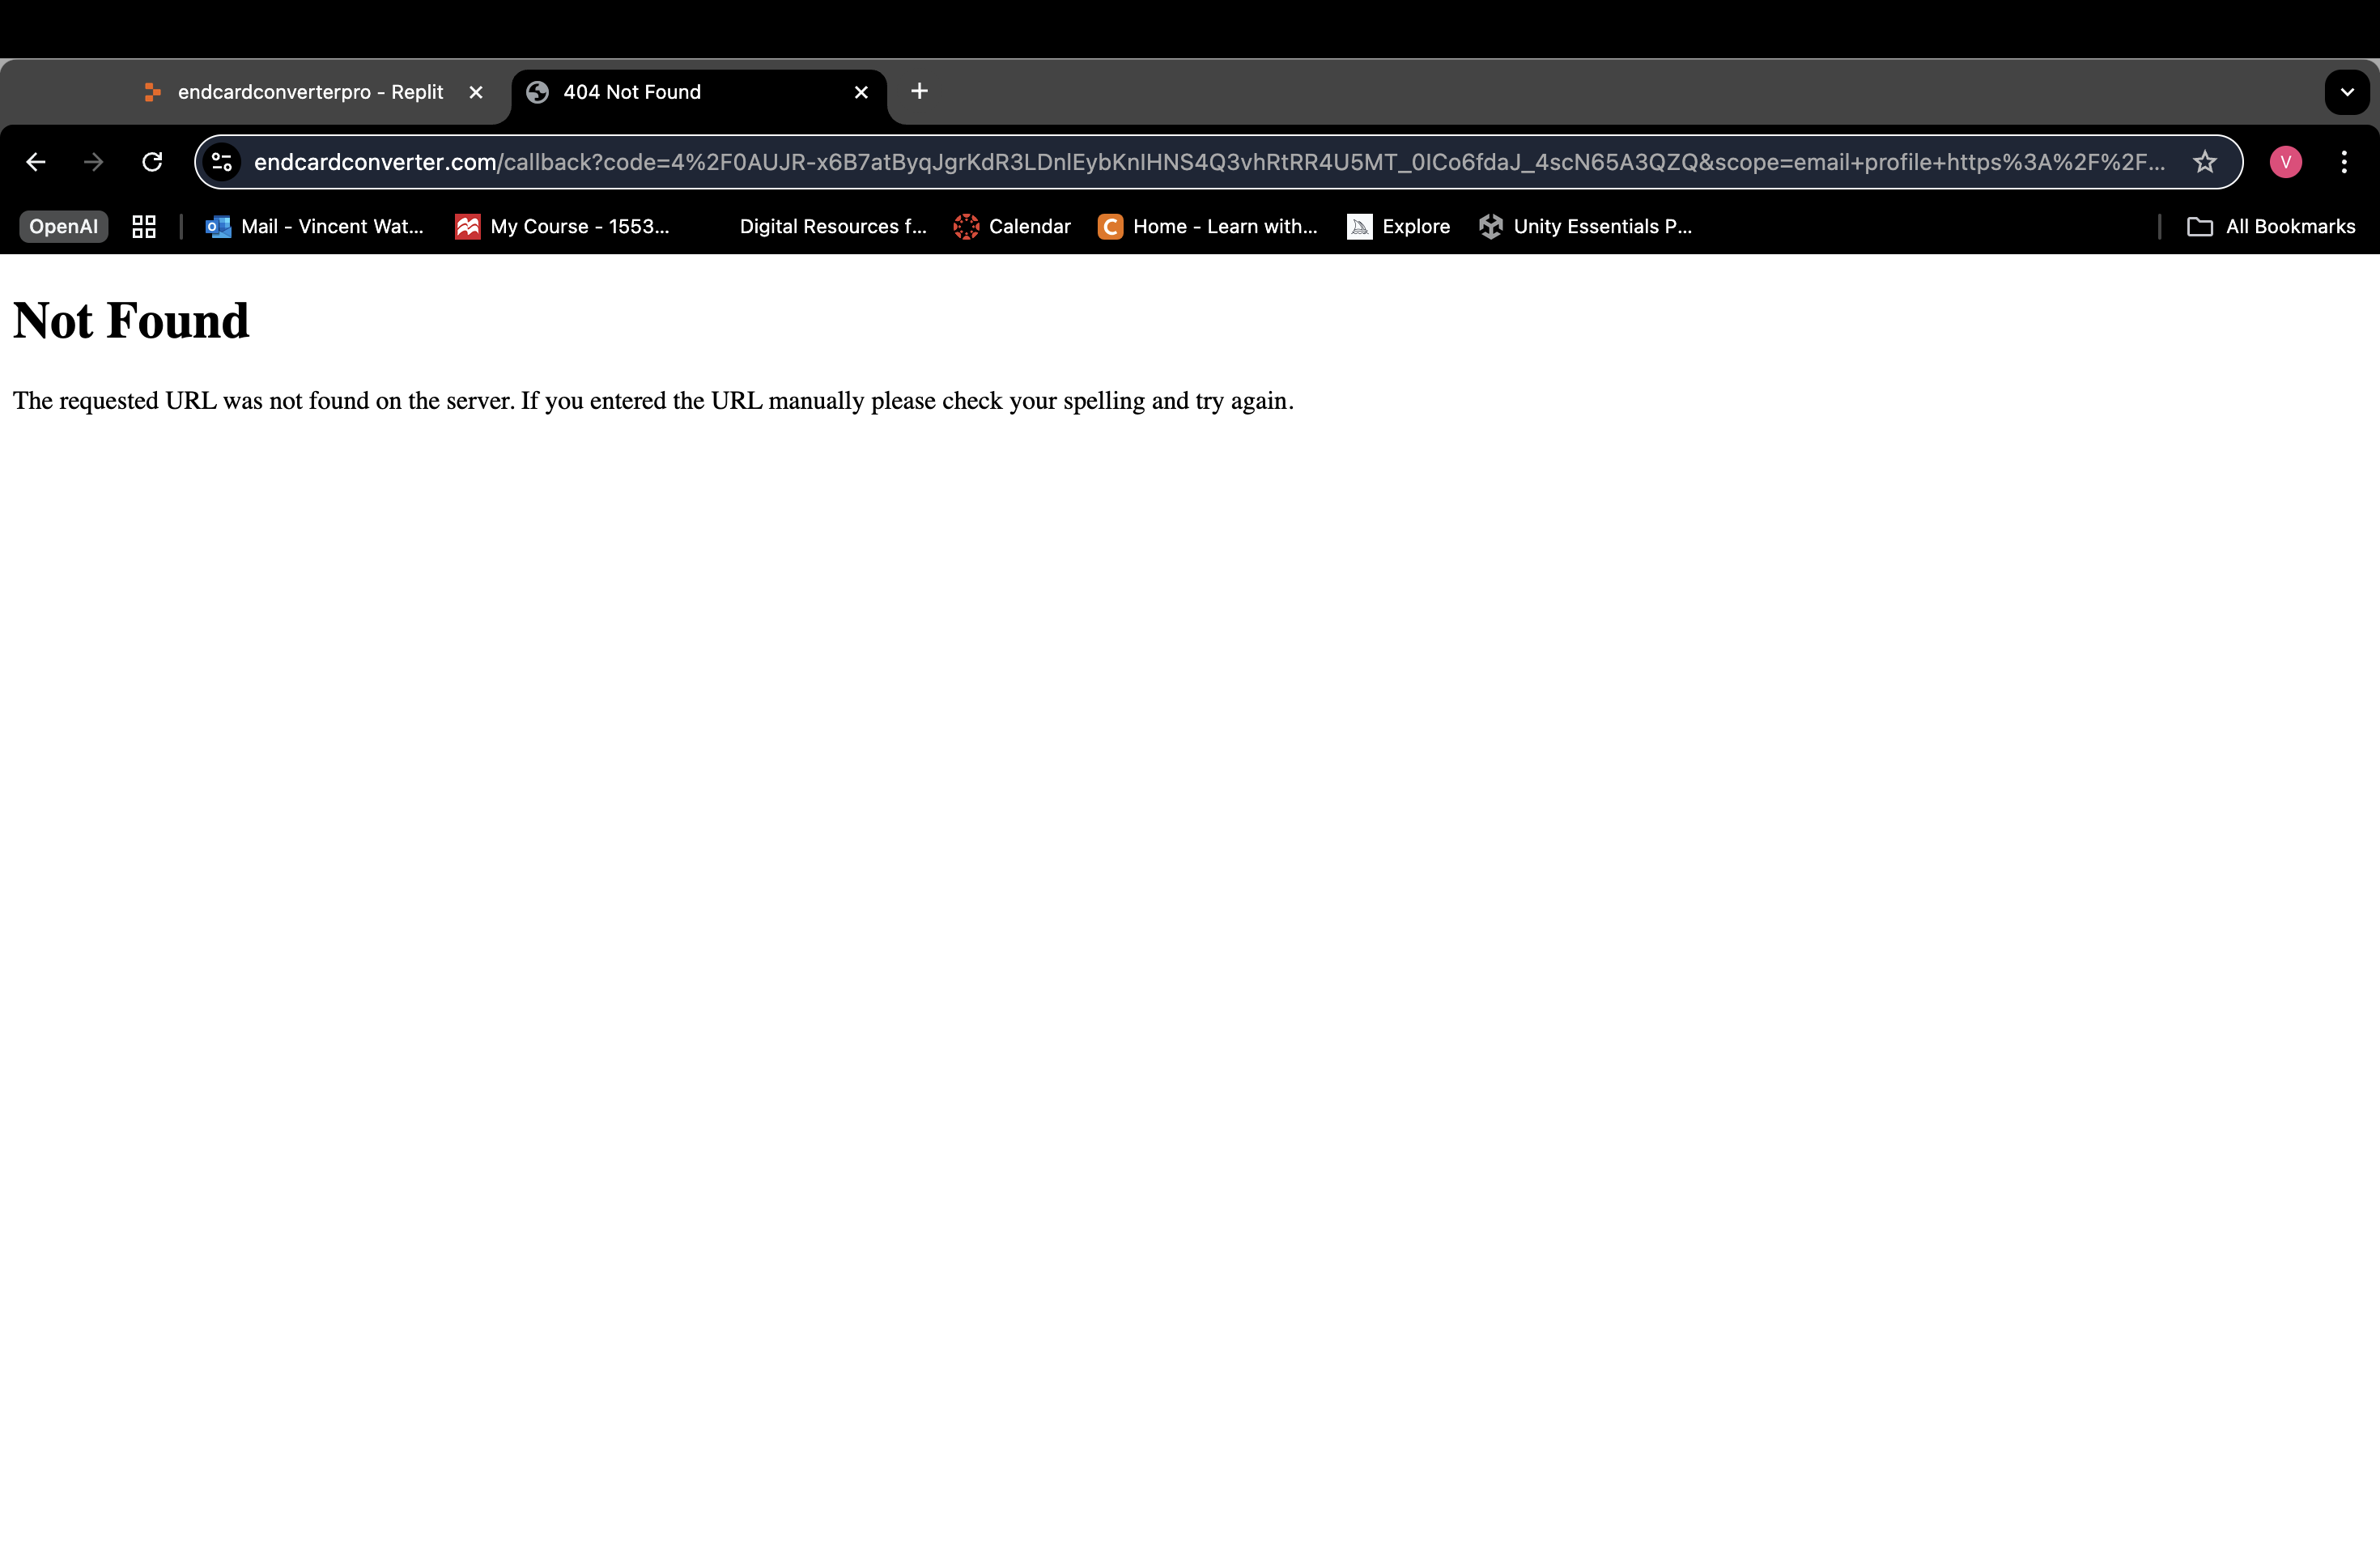 endcardconverterpro - Replit
404 Not Found
endcardconverter.com/callback?code=4%2F0AUJR-x6B7atByqJgrKdR3LDnlEybKnIHNS4Q3vhRtRR4U5MT_0ICo6fdaJ_4scN65A3QZQ&scope=email+profile+https%3A%2F%2F...
V
OpenAI
Mail - Vincent Wat...
My Course - 1553...
Digital Resources f...
Calendar
Home - Learn with...
Explore
Unity Essentials P...
All Bookmarks
Not Found
The requested URL was not found on the server. If you entered the URL manually please check your spelling and try again.